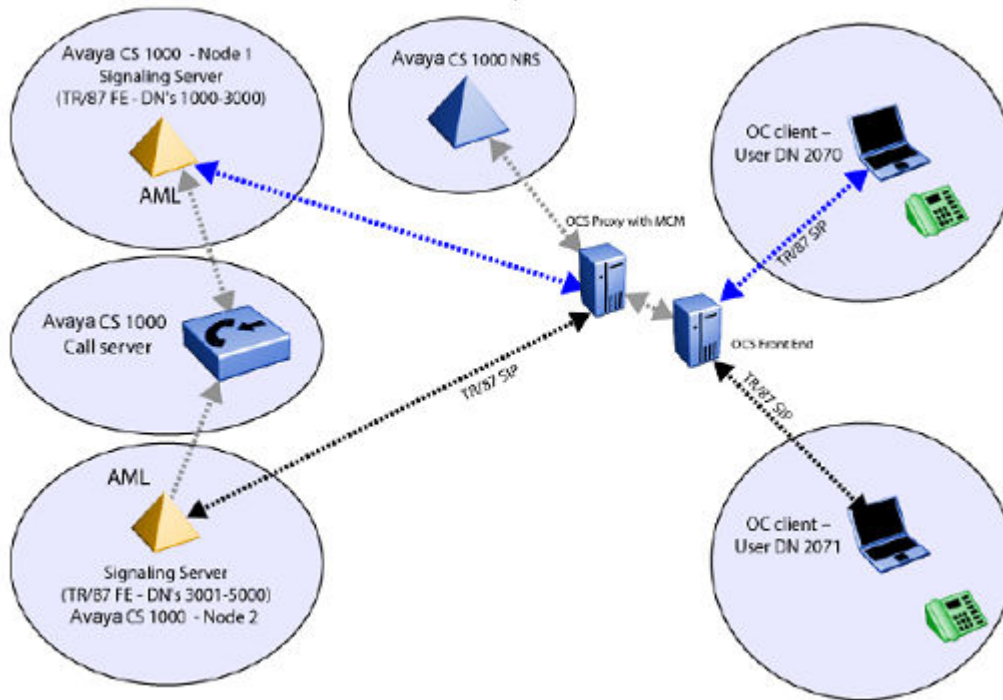 Avaya CS 1000 - Node 1
Signaling Server
(TR/87 FE - DN's 1000-3000)
AML
Avaya CS 1000 NRS
OC client –
User DN 2070
OCS Proxy with MCM
TR/87 SIP
Avaya CS 1000
Call server
OCS Front End
TR/87 SIP
TR/87 SIP
AML
Signaling Server
(TR/87 FE - DN's 3001-5000)
Avaya CS 1000 - Node 2
OC client –
User DN 2071